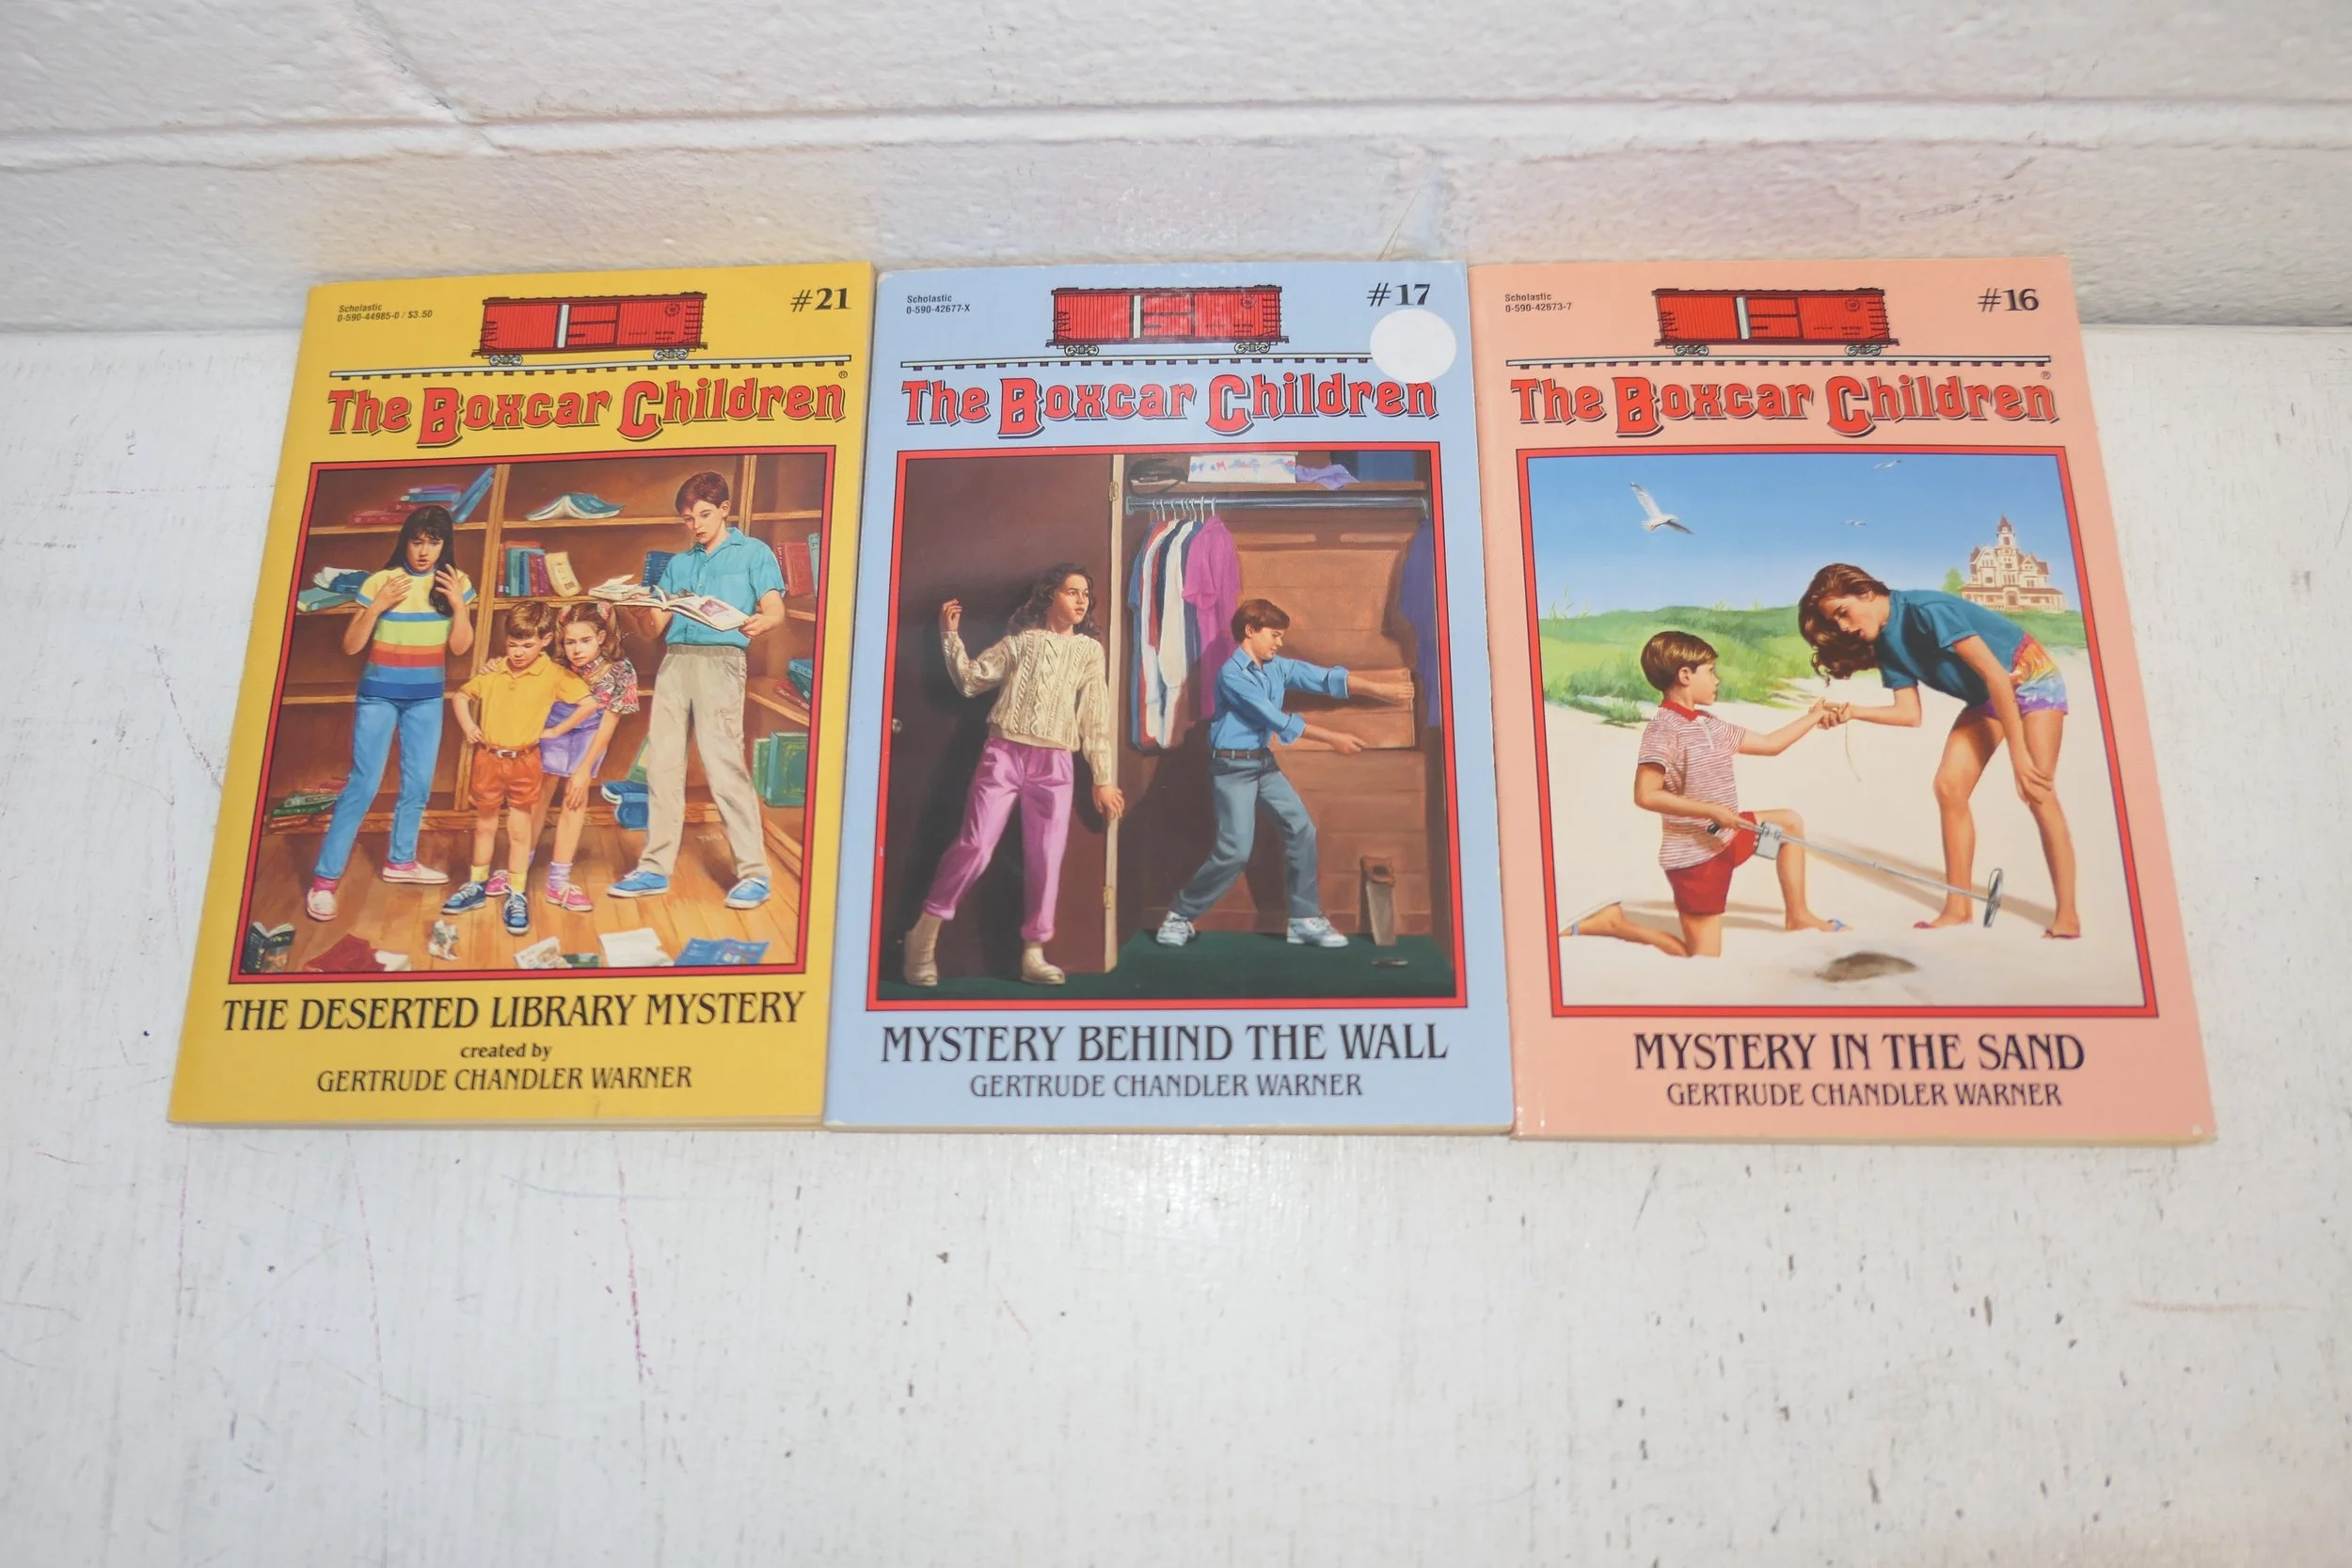 Scholastic
0-590-44985-0 / $3.50
#21
The Boxcar Children®
THE DESERTED LIBRARY MYSTERY
created by
GERTRUDE CHANDLER WARNER
Scholastic
0-590-42677-X
#17
The Boxcar Children
MYSTERY BEHIND THE WALL
GERTRUDE CHANDLER WARNER
Scholastic
0-590-42673-7
#16
The Boxcar Children®
MYSTERY IN THE SAND
GERTRUDE CHANDLER WARNER